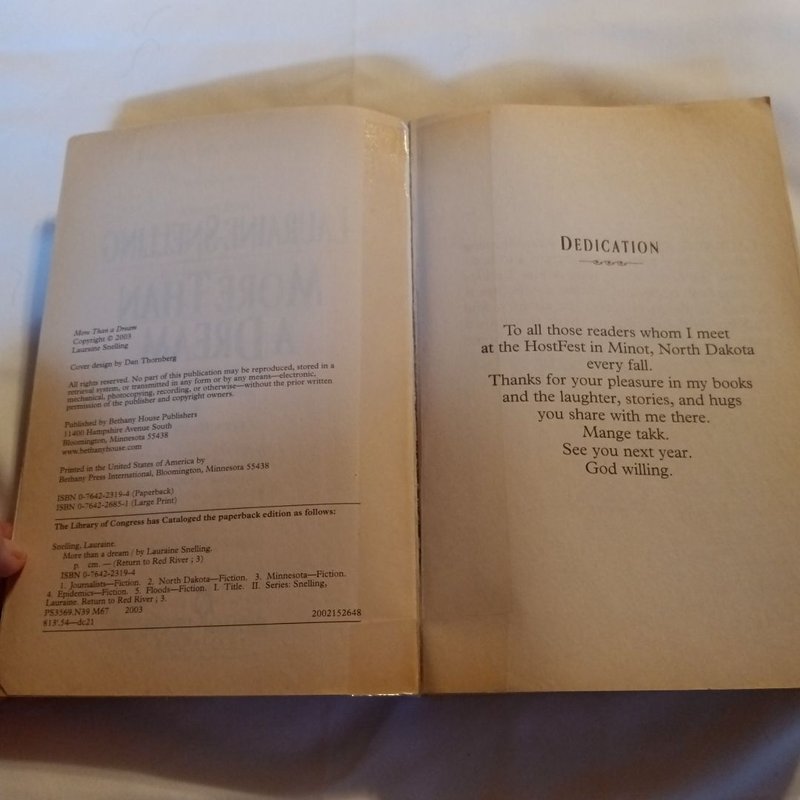 More Than a Dream
Copyright © 2003
Lauraine Snelling
Cover design by Dan Thornberg
All rights reserved. No part of this publication may be reproduced, stored in a
retrieval system, or transmitted in any form or by any means—electronic,
mechanical, photocopying, recording, or otherwise—without the prior written
permission of the publisher and copyright owners.
Published by Bethany House Publishers
11400 Hampshire Avenue South
Bloomington, Minnesota 55438
www.bethanyhouse.com
Printed in the United States of America by
Bethany Press International, Bloomington, Minnesota 55438
ISBN 0-7642-2319-4 (Paperback)
ISBN 0-7642-2685-1 (Large Print)
The Library of Congress has Cataloged the paperback edition as follows:
Snelling, Lauraine.
More than a dream / by Lauraine Snelling.
p. cm. — (Return to Red River ; 3)
ISBN 0-7642-2319-4
1. Journalists—Fiction. 2. North Dakota—Fiction. 3. Minnesota—Fiction.
4. Epidemics—Fiction. 5. Floods—Fiction. I. Title. II. Series: Snelling,
Lauraine. Return to Red River ; 3.
PS3569.N39 M67 2003
813'.54—dc21 2002152648
LAURAINE SNELLING
MORE THAN
A DREAM
DEDICATION
To all those readers whom I meet
at the HostFest in Minot, North Dakota
every fall.
Thanks for your pleasure in my books
and the laughter, stories, and hugs
you share with me there.
Mange takk.
See you next year.
God willing.